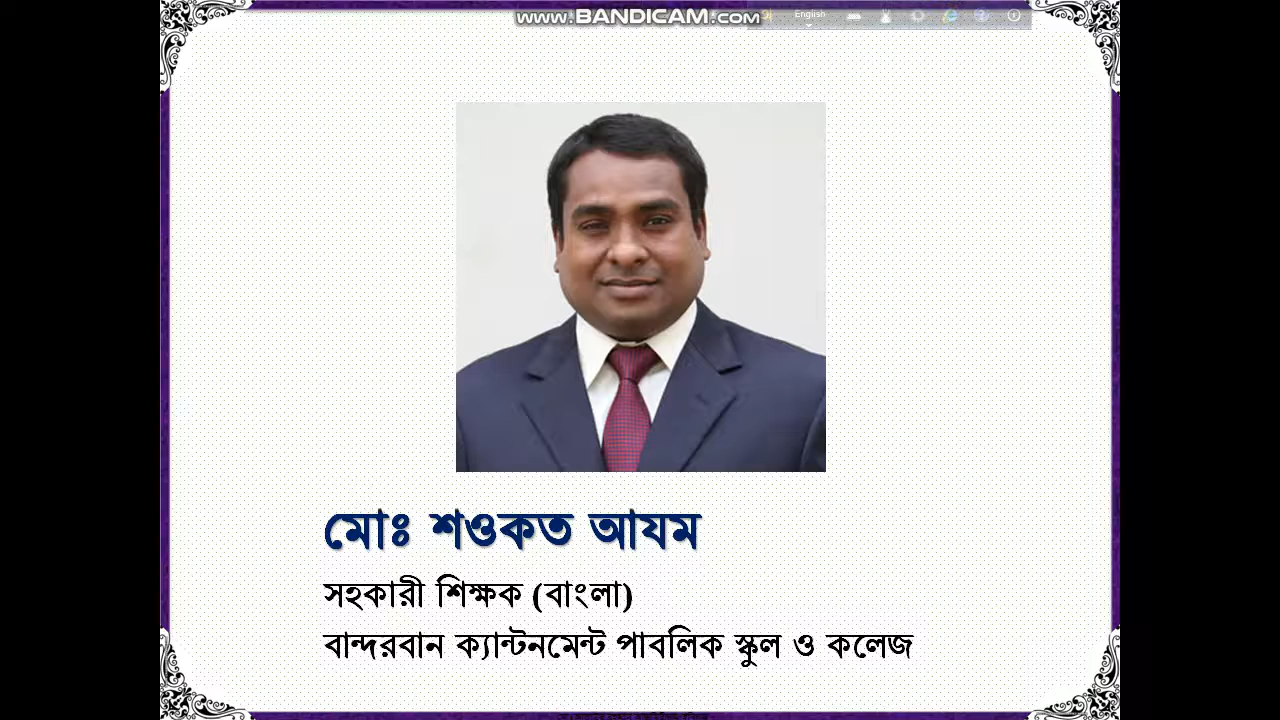 www.BANDICAM.com
English
মোঃ শওকত আযম
সহকারী শিক্ষক (বাংলা)
বান্দরবান ক্যান্টনমেন্ট পাবলিক স্কুল ও কলেজ